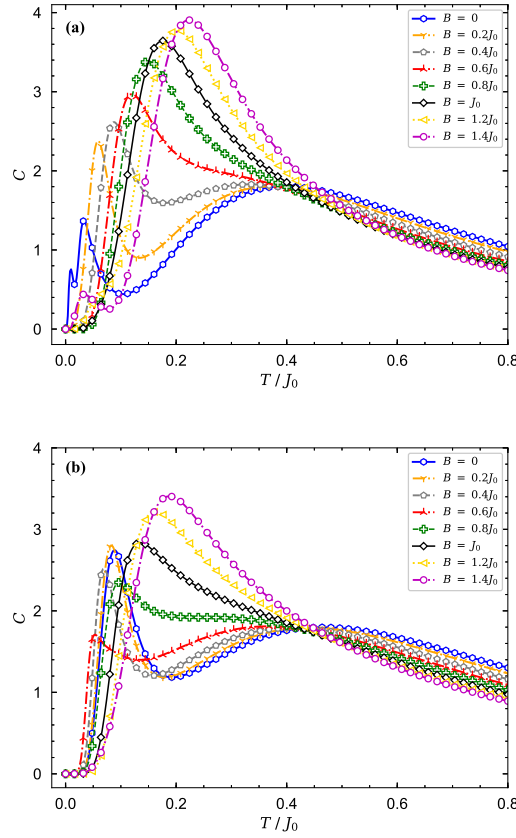 (a)
B = 0
B = 0.2J₀
B = 0.4J₀
B = 0.6J₀
B = 0.8J₀
B = J₀
B = 1.2J₀
B = 1.4J₀
4
3
2
1
0
C
0.0 0.2 0.4 0.6 0.8
T / J₀
(b)
B = 0
B = 0.2J₀
B = 0.4J₀
B = 0.6J₀
B = 0.8J₀
B = J₀
B = 1.2J₀
B = 1.4J₀
4
3
2
1
0
C
0.0 0.2 0.4 0.6 0.8
T / J₀